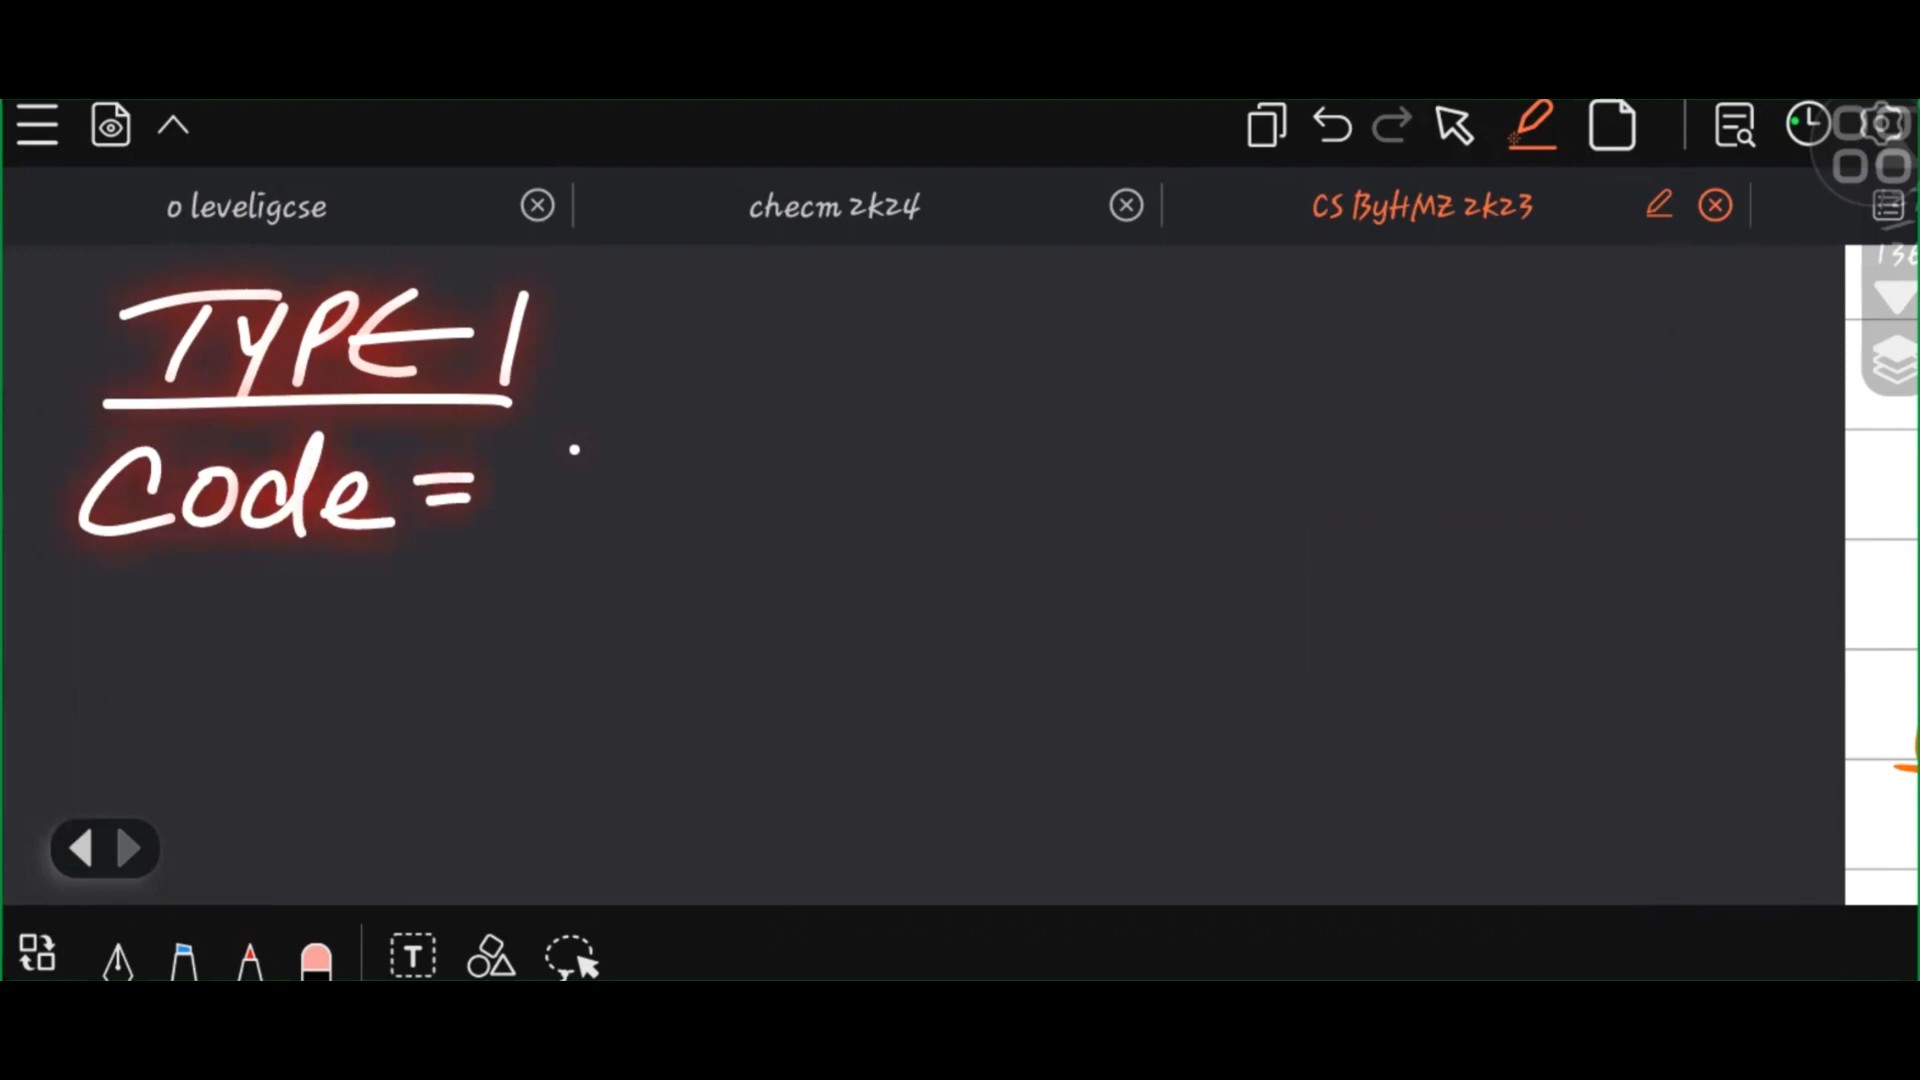 o leveligcse checm 2k24 CS ByHMZ 2k23
TYPE 1
Code =
T